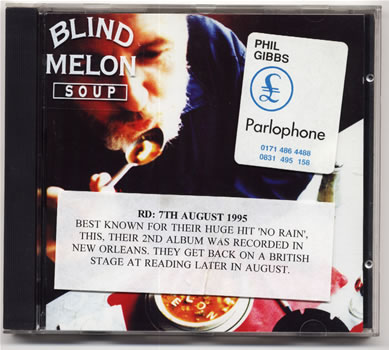 BLIND
MELON
SOUP
PHIL
GIBBS
£
Parlophone
0171 486 4488
0831 495 158
RD: 7TH AUGUST 1995
BEST KNOWN FOR THEIR HUGE HIT 'NO RAIN',
THIS, THEIR 2ND ALBUM WAS RECORDED IN
NEW ORLEANS. THEY GET BACK ON A BRITISH
STAGE AT READING LATER IN AUGUST.
MELON